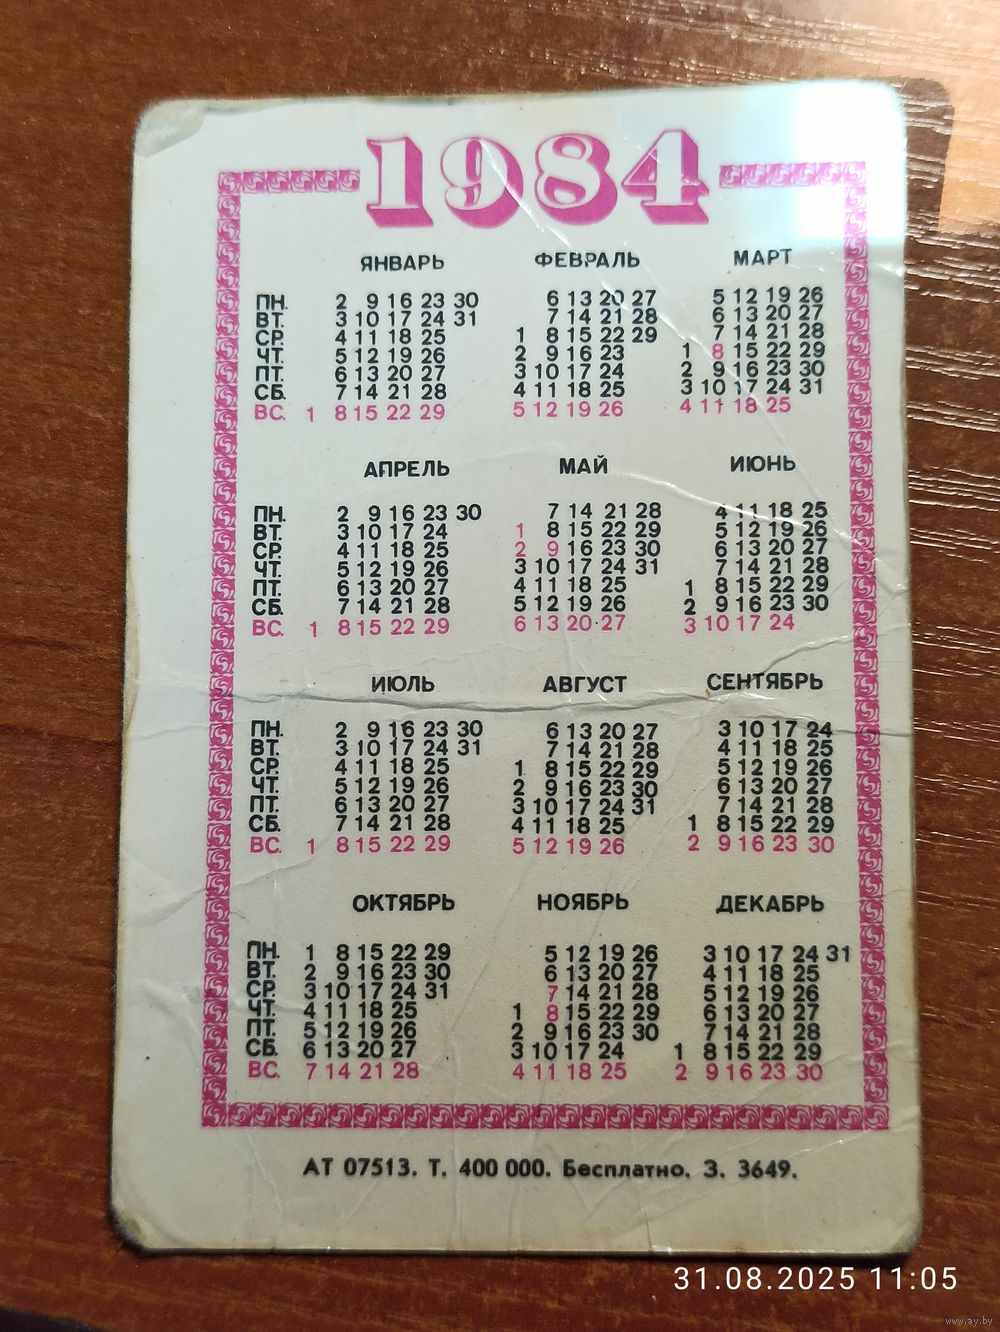 1984
ЯНВАРЬ ФЕВРАЛЬ МАРТ
ПН. 2 9 16 23 30 6 13 20 27 5 12 19 26
ВТ. 3 10 17 24 31 7 14 21 28 6 13 20 27
СР. 4 11 18 25 1 8 15 22 29 7 14 21 28
ЧТ. 5 12 19 26 2 9 16 23 1 8 15 22 29
ПТ. 6 13 20 27 3 10 17 24 2 9 16 23 30
СБ. 7 14 21 28 4 11 18 25 3 10 17 24 31
ВС. 1 8 15 22 29 5 12 19 26 4 11 18 25
АПРЕЛЬ МАЙ ИЮНЬ
ПН. 2 9 16 23 30 7 14 21 28 4 11 18 25
ВТ. 3 10 17 24 1 8 15 22 29 5 12 19 26
СР. 4 11 18 25 2 9 16 23 30 6 13 20 27
ЧТ. 5 12 19 26 3 10 17 24 31 7 14 21 28
ПТ. 6 13 20 27 4 11 18 25 1 8 15 22 29
СБ. 7 14 21 28 5 12 19 26 2 9 16 23 30
ВС. 1 8 15 22 29 6 13 20 27 3 10 17 24
ИЮЛЬ АВГУСТ СЕНТЯБРЬ
ПН. 2 9 16 23 30 6 13 20 27 3 10 17 24
ВТ. 3 10 17 24 31 7 14 21 28 4 11 18 25
СР. 4 11 18 25 1 8 15 22 29 5 12 19 26
ЧТ. 5 12 19 26 2 9 16 23 30 6 13 20 27
ПТ. 6 13 20 27 3 10 17 24 31 7 14 21 28
СБ. 7 14 21 28 4 11 18 25 1 8 15 22 29
ВС. 1 8 15 22 29 5 12 19 26 2 9 16 23 30
ОКТЯБРЬ НОЯБРЬ ДЕКАБРЬ
ПН. 1 8 15 22 29 5 12 19 26 3 10 17 24 31
ВТ. 2 9 16 23 30 6 13 20 27 4 11 18 25
СР. 3 10 17 24 31 7 14 21 28 5 12 19 26
ЧТ. 4 11 18 25 1 8 15 22 29 6 13 20 27
ПТ. 5 12 19 26 2 9 16 23 30 7 14 21 28
СБ. 6 13 20 27 3 10 17 24 1 8 15 22 29
ВС. 7 14 21 28 4 11 18 25 2 9 16 23 30
АТ 07513. Т. 400 000. Бесплатно. З. 3649.
31.08.2025 11:05
www.ay.by